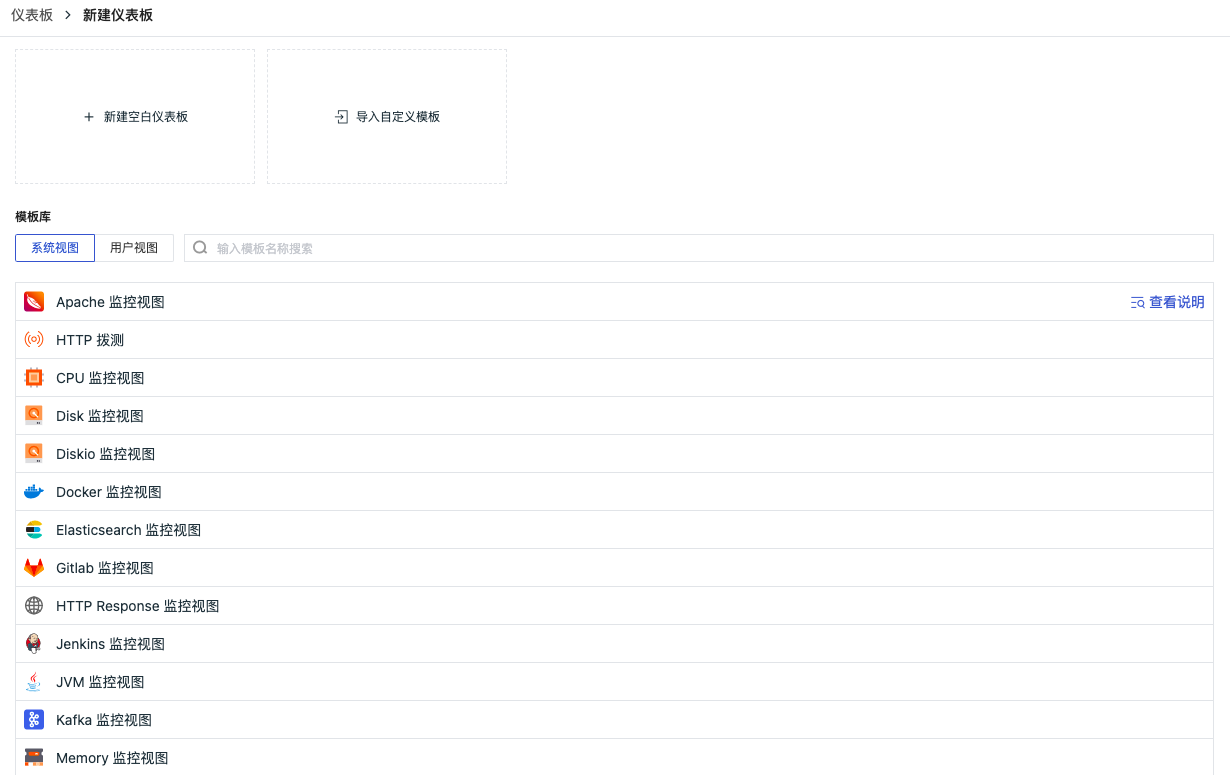 仪表板 > 新建仪表板
+ 新建空白仪表板 导入自定义模板
模板库
系统视图 用户视图 输入模板名称搜索
Apache 监控视图 查看说明
HTTP 拨测
CPU 监控视图
Disk 监控视图
Diskio 监控视图
Docker 监控视图
Elasticsearch 监控视图
Gitlab 监控视图
HTTP Response 监控视图
Jenkins 监控视图
JVM 监控视图
Kafka 监控视图
Memory 监控视图